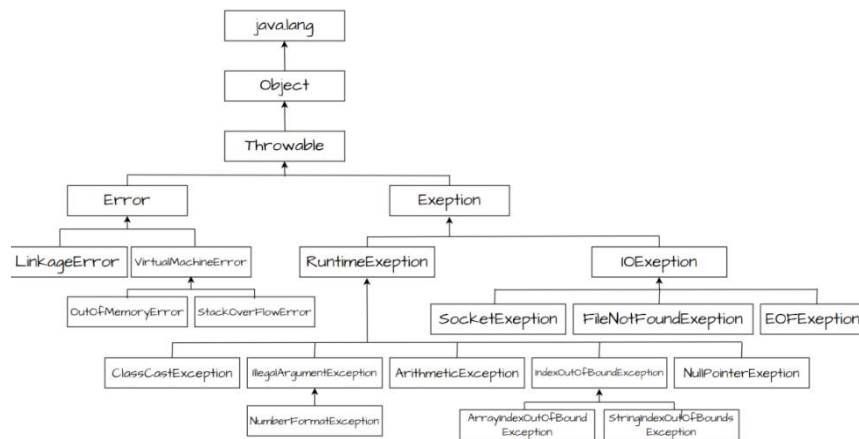 java.lang
Object
Throwable
Error
Exeption
LinkageError
VirtualMachineError
RuntimeExeption
IOExeption
OutOfMemoryError
StackOverFlowError
SocketExeption
FileNotFoundExeption
EOFExeption
ClassCastException
IllegalArgumentException
ArithmeticException
IndexOutOfBoundException
NullPointerExeption
NumberFormatException
ArrayIndexOutOfBound
Exception
StringIndexOutOfBounds
Exception